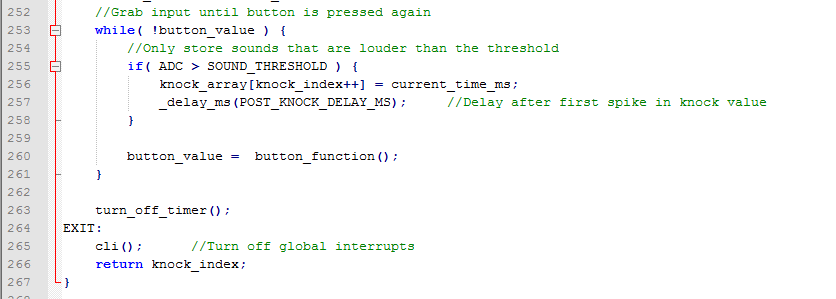 252 //Grab input until button is pressed again
253 while( !button_value ) {
254 //Only store sounds that are louder than the threshold
255 if( ADC > SOUND_THRESHOLD ) {
256 knock_array[knock_index++] = current_time_ms;
257 _delay_ms(POST_KNOCK_DELAY_MS); //Delay after first spike in knock value
258 }
259
260 button_value = button_function();
261 }
262
263 turn_off_timer();
264 EXIT:
265 cli(); //Turn off global interrupts
266 return knock_index;
267 }